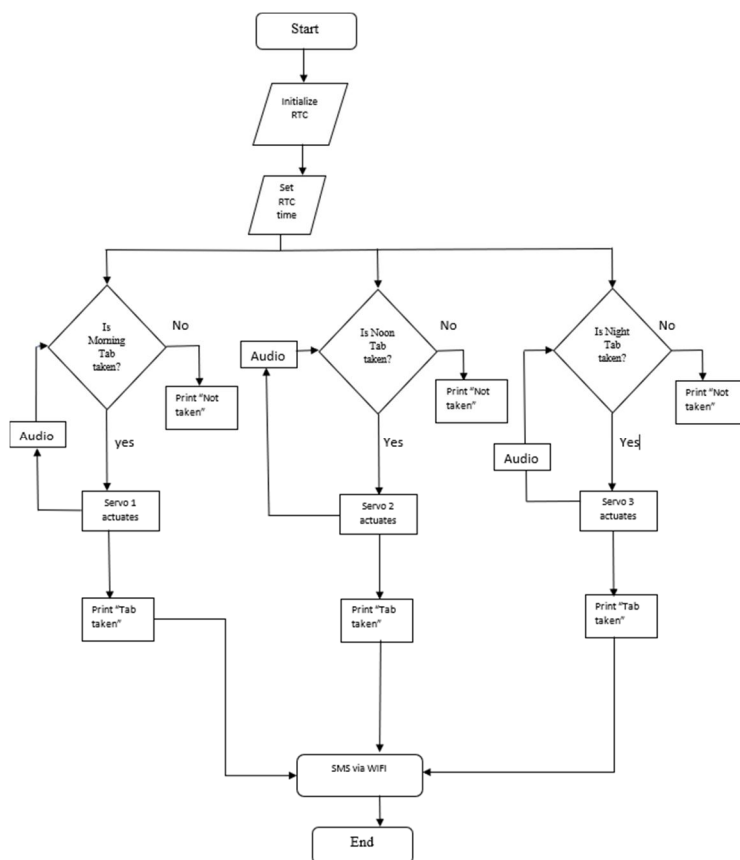 Start
Initialize
RTC
Set
RTC
time
Is
Morning
Tab
taken?
No
Print “Not
taken”
Audio
yes
Servo 1
actuates
Print “Tab
taken”
Is Noon
Tab
taken?
No
Print “Not
taken”
Audio
Yes
Servo 2
actuates
Print “Tab
taken”
Is Night
Tab
taken?
No
Print “Not
taken”
Audio
Yes
Servo 3
actuates
Print “Tab
taken”
SMS via WIFI
End